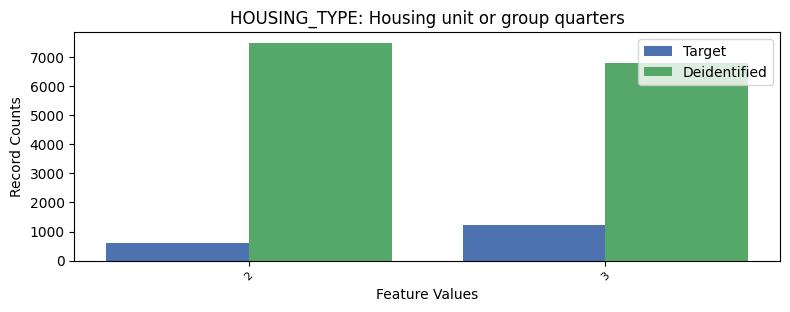 HOUSING_TYPE: Housing unit or group quarters
Target
Deidentified
Record Counts
7000
6000
5000
4000
3000
2000
1000
0
2
3
Feature Values